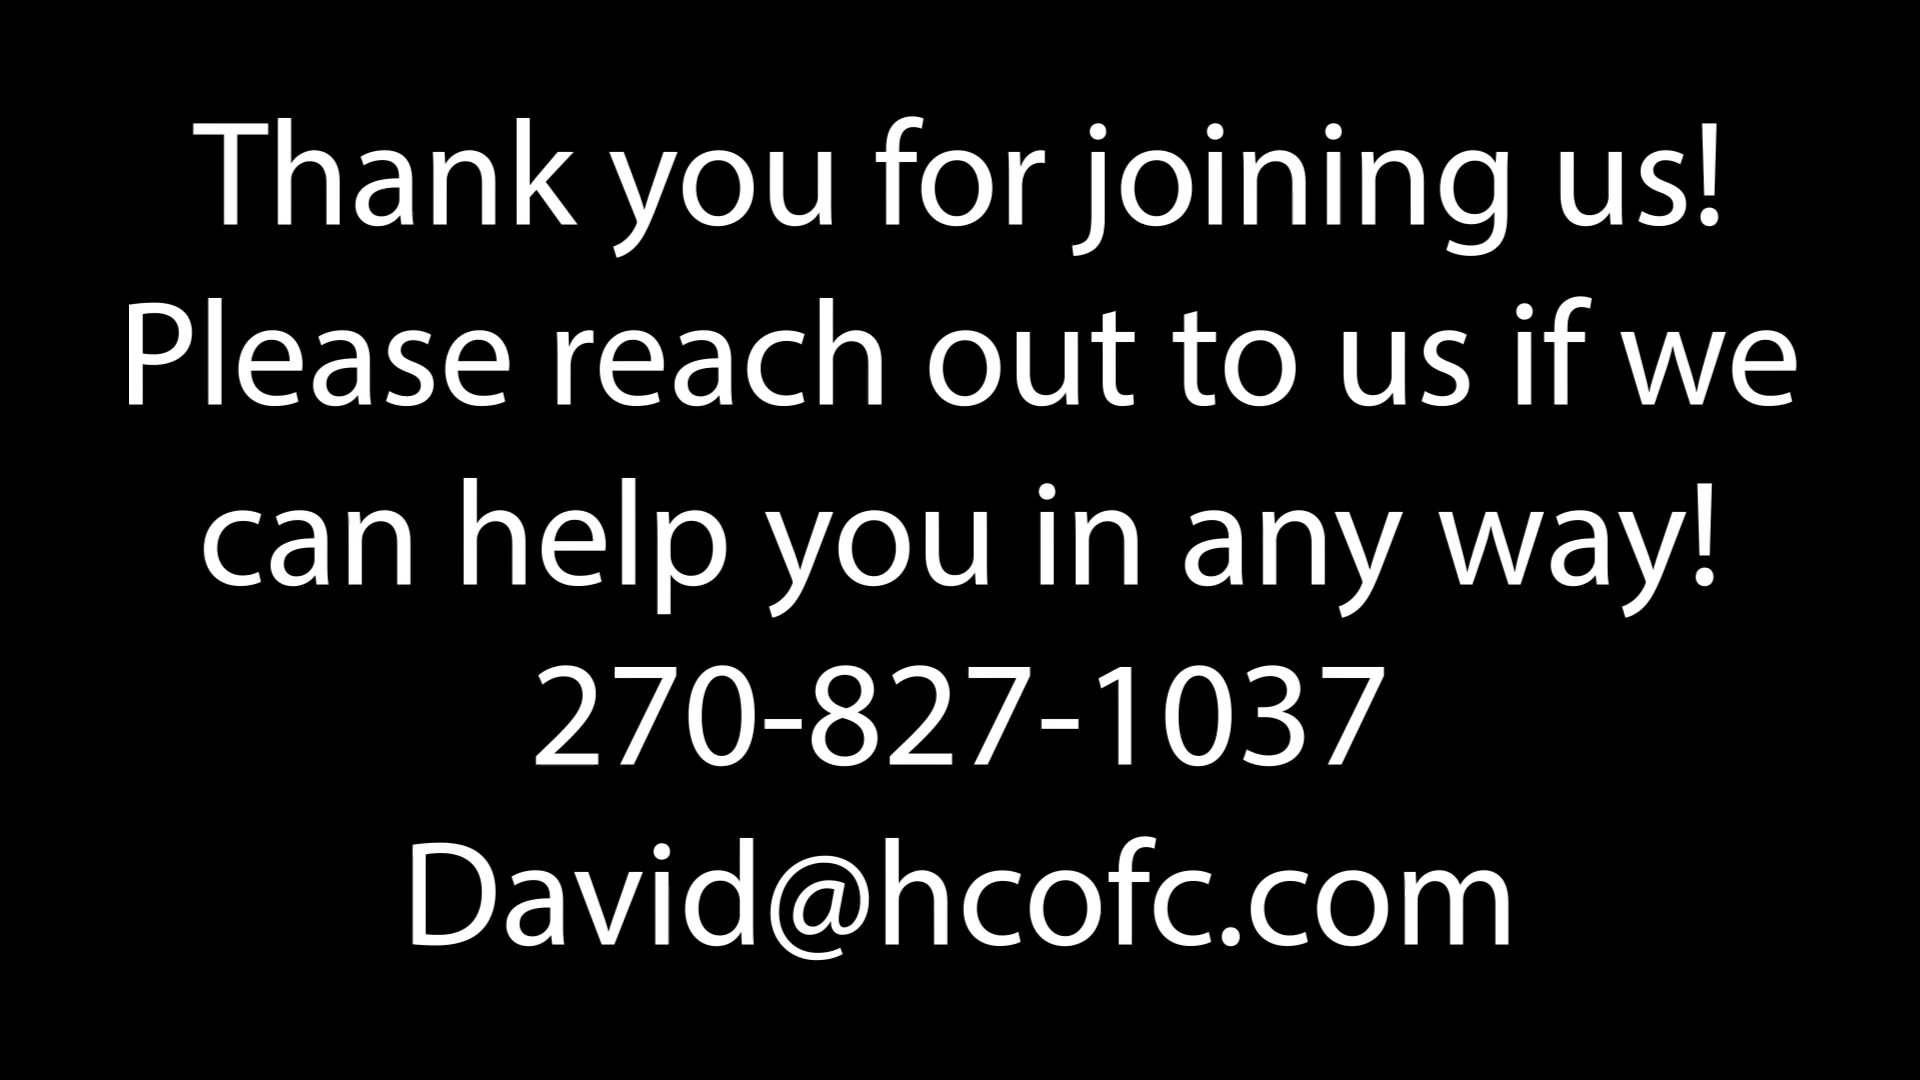 Thank you for joining us!
Please reach out to us if we
can help you in any way!
270-827-1037
David@hcofc.com